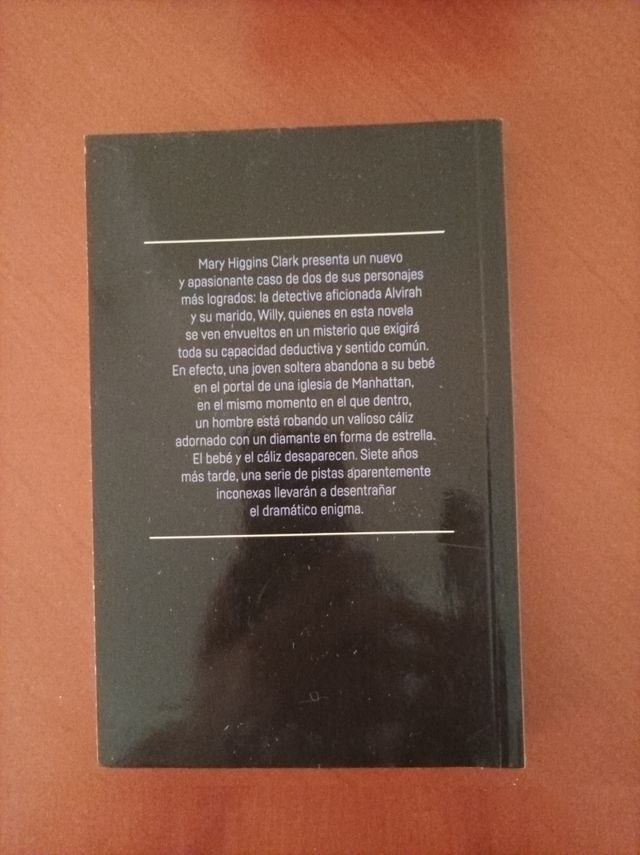 Mary Higgins Clark presenta un nuevo
y apasionante caso de dos de sus personajes
más logrados: la detective aficionada Alvirah
y su marido, Willy, quienes en esta novela
se ven envueltos en un misterio que exigirá
toda su capacidad deductiva y sentido común.
En efecto, una joven soltera abandona a su bebé
en el portal de una iglesia de Manhattan,
en el mismo momento en el que dentro,
un hombre está robando un valioso cáliz
adornado con un diamante en forma de estrella.
El bebé y el cáliz desaparecen. Siete años
más tarde, una serie de pistas aparentemente
inconexas llevarán a desentrañar
el dramático enigma.